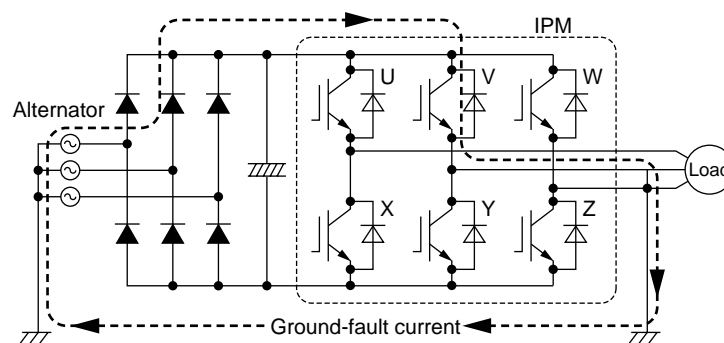 IPM
U V W
Alternator
Load
X Y Z
Ground-fault current